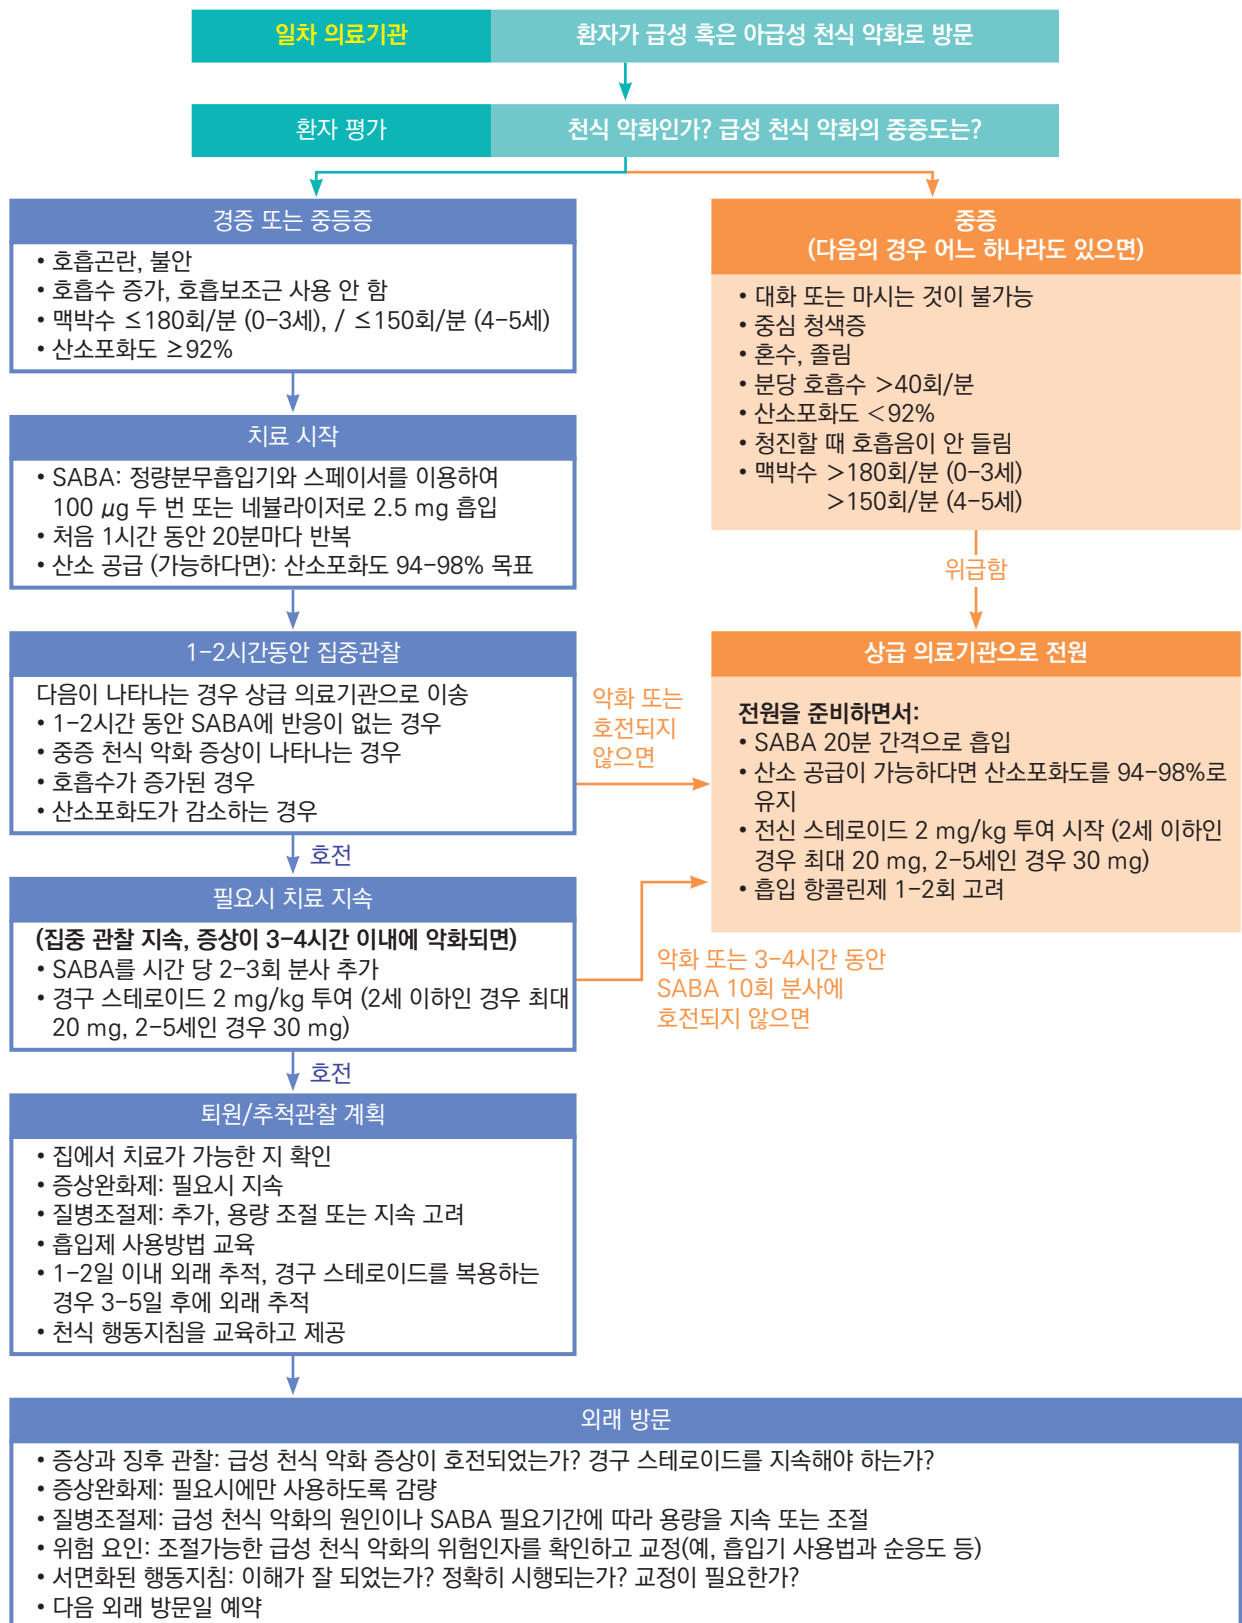 일차 의료기관
환자가 급성 혹은 아급성 천식 악화로 방문
환자 평가
천식 악화인가? 급성 천식 악화의 중증도는?
경증 또는 중등증
• 호흡곤란, 불안
• 호흡수 증가, 호흡보조근 사용 안 함
• 맥박수 ≤180회/분 (0-3세), / ≤150회/분 (4-5세)
• 산소포화도 ≥92%
중증
(다음의 경우 어느 하나라도 있으면)
• 대화 또는 마시는 것이 불가능
• 중심 청색증
• 혼수, 졸림
• 분당 호흡수 >40회/분
• 산소포화도 <92%
• 청진할 때 호흡음이 안 들림
• 맥박수 >180회/분 (0-3세)
>150회/분 (4-5세)
위급함
치료 시작
• SABA: 정량분무흡입기와 스페이서를 이용하여
100 μg 두 번 또는 네뷸라이저로 2.5 mg 흡입
• 처음 1시간 동안 20분마다 반복
• 산소 공급 (가능하다면): 산소포화도 94-98% 목표
1-2시간동안 집중관찰
다음이 나타나는 경우 상급 의료기관으로 이송
• 1-2시간 동안 SABA에 반응이 없는 경우
• 중증 천식 악화 증상이 나타나는 경우
• 호흡수가 증가된 경우
• 산소포화도가 감소하는 경우
악화 또는
호전되지
않으면
상급 의료기관으로 전원
전원을 준비하면서:
• SABA 20분 간격으로 흡입
• 산소 공급이 가능하다면 산소포화도를 94-98%로
유지
• 전신 스테로이드 2 mg/kg 투여 시작 (2세 이하인
경우 최대 20 mg, 2-5세인 경우 30 mg)
• 흡입 항콜린제 1-2회 고려
호전
필요시 치료 지속
(집중 관찰 지속, 증상이 3-4시간 이내에 악화되면)
• SABA를 시간 당 2-3회 분사 추가
• 경구 스테로이드 2 mg/kg 투여 (2세 이하인 경우 최대
20 mg, 2-5세인 경우 30 mg)
악화 또는 3-4시간 동안
SABA 10회 분사에
호전되지 않으면
호전
퇴원/추척관찰 계획
• 집에서 치료가 가능한 지 확인
• 증상완화제: 필요시 지속
• 질병조절제: 추가, 용량 조절 또는 지속 고려
• 흡입제 사용방법 교육
• 1-2일 이내 외래 추적, 경구 스테로이드를 복용하는
경우 3-5일 후에 외래 추적
• 천식 행동지침을 교육하고 제공
외래 방문
• 증상과 징후 관찰: 급성 천식 악화 증상이 호전되었는가? 경구 스테로이드를 지속해야 하는가?
• 증상완화제: 필요시에만 사용하도록 감량
• 질병조절제: 급성 천식 악화의 원인이나 SABA 필요기간에 따라 용량을 지속 또는 조절
• 위험 요인: 조절가능한 급성 천식 악화의 위험인자를 확인하고 교정(예, 흡입기 사용법과 순응도 등)
• 서면화된 행동지침: 이해가 잘 되었는가? 정확히 시행되는가? 교정이 필요한가?
• 다음 외래 방문일 예약